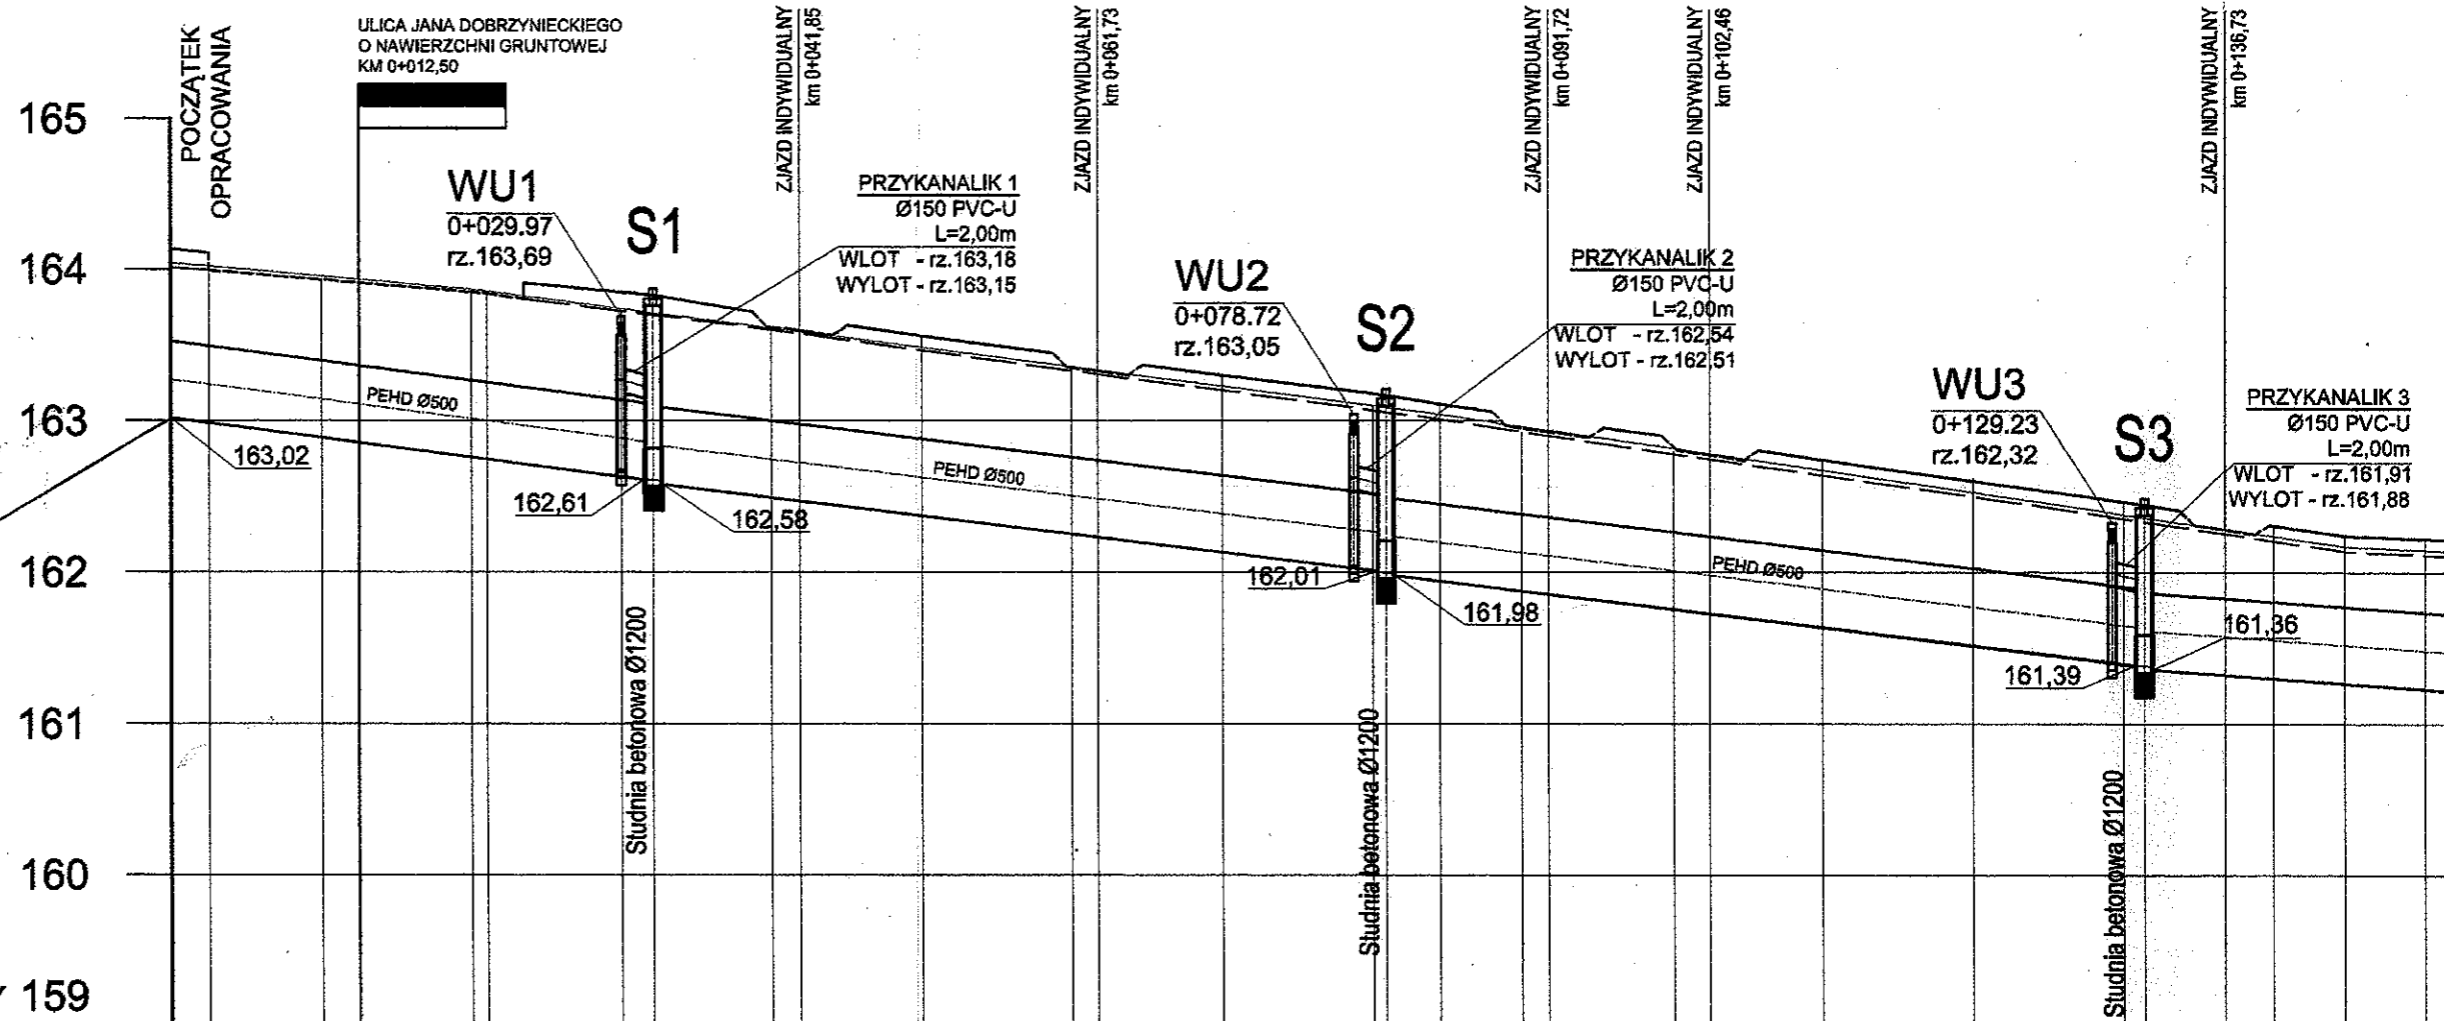 POCZĄTEK
OPRACOWANIA
ULICA JANA DOBRZYNIECKIEGO
O NAWIERZCHNI GRUNTOWEJ
KM 0+012,50
ZJAZD INDYWIDUALNY
km 0+041,85
ZJAZD INDYWIDUALNY
km 0+061,73
ZJAZD INDYWIDUALNY
km 0+091,72
ZJAZD INDYWIDUALNY
km 0+102,46
ZJAZD INDYWIDUALNY
km 0+136,73
165
164
163
162
161
160
159
WU1
0+029.97
rz.163,69
S1
PRZYKANALIK 1
Ø150 PVC-U
L=2,00m
WLOT - rz.163,18
WYLOT - rz.163,15
WU2
0+078.72
rz.163,05
S2
PRZYKANALIK 2
Ø150 PVC-U
L=2,00m
WLOT - rz.162,54
WYLOT - rz.162,51
WU3
0+129.23
rz.162,32
S3
PRZYKANALIK 3
Ø150 PVC-U
L=2,00m
WLOT - rz.161,91
WYLOT - rz.161,88
PEHD Ø500
163,02
162,61
162,58
PEHD Ø500
162,01
161,98
PEHD Ø500
161,39
161,36
Studnia betonowa Ø1200
Studnia betonowa Ø1200
Studnia betonowa Ø1200